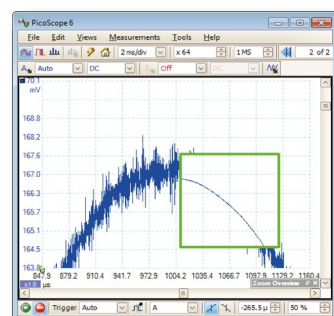 PicoScope 6
File Edit Views Measurements Tools Help
2 ms/div x 64 1 MS 2 of 2
A Auto DC Off DC
70.1
mV
168.8
168.2
167.6
167.0
166.3
165.7
165.1
164.5
163.8
847.9 879.2 910.4 941.7 972.9 1004.2 1035.4 1066.7 1097.9 1129.2 1160.4
x1.0 µs Zoom Overview
Trigger Auto A -265.5 µ 50 %